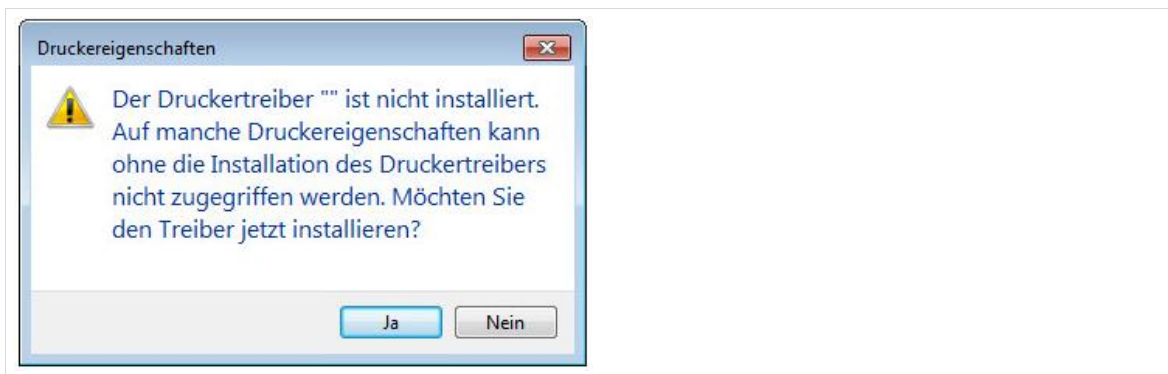 Druckereigenschaften
Der Druckertreiber "" ist nicht installiert.
Auf manche Druckereigenschaften kann
ohne die Installation des Druckertreibers
nicht zugegriffen werden. Möchten Sie
den Treiber jetzt installieren?
Ja Nein